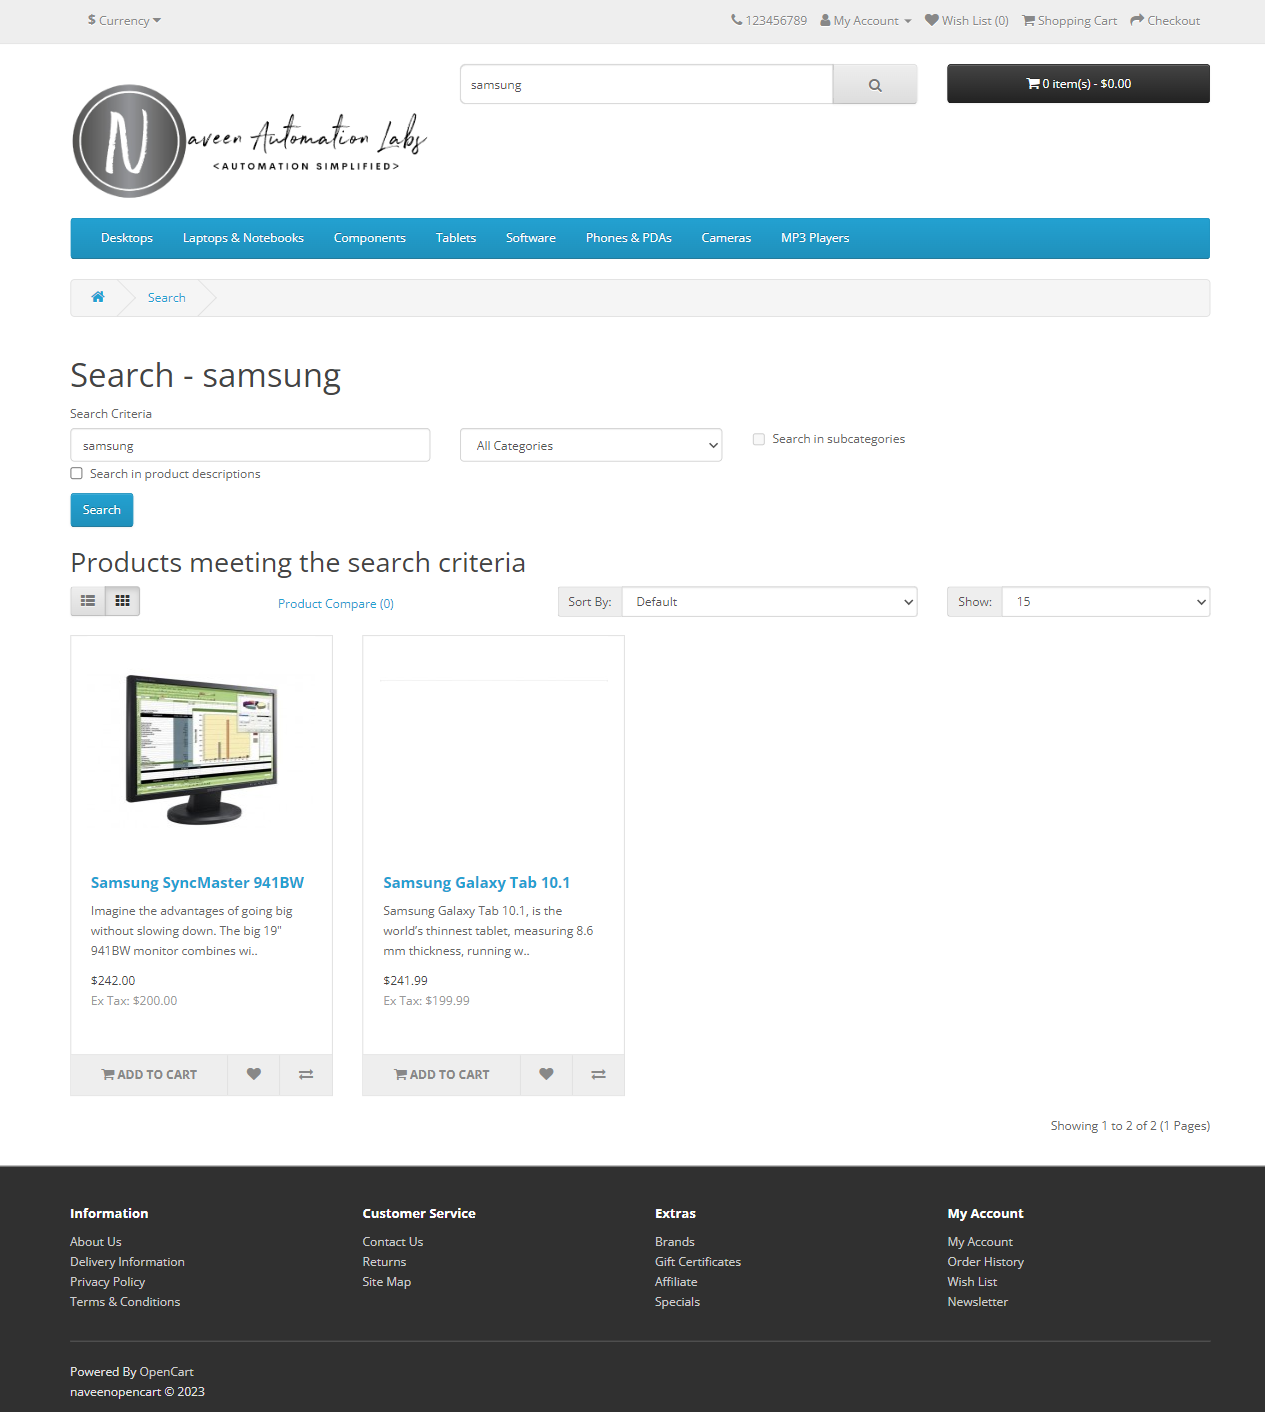 $ Currency
123456789 My Account Wish List (0) Shopping Cart Checkout
samsung
0 item(s) - $0.00
N aveen Automation Labs
<AUTOMATION SIMPLIFIED>
Desktops Laptops & Notebooks Components Tablets Software Phones & PDAs Cameras MP3 Players
Search
Search - samsung
Search Criteria
samsung
All Categories
Search in subcategories
Search in product descriptions
Search
Products meeting the search criteria
Product Compare (0)
Sort By: Default
Show: 15
Samsung SyncMaster 941BW
Imagine the advantages of going big
without slowing down. The big 19"
941BW monitor combines wi..
$242.00
Ex Tax: $200.00
ADD TO CART
Samsung Galaxy Tab 10.1
Samsung Galaxy Tab 10.1, is the
world’s thinnest tablet, measuring 8.6
mm thickness, running w..
$241.99
Ex Tax: $199.99
ADD TO CART
Showing 1 to 2 of 2 (1 Pages)
Information
About Us
Delivery Information
Privacy Policy
Terms & Conditions
Customer Service
Contact Us
Returns
Site Map
Extras
Brands
Gift Certificates
Affiliate
Specials
My Account
My Account
Order History
Wish List
Newsletter
Powered By OpenCart
naveenopencart © 2023